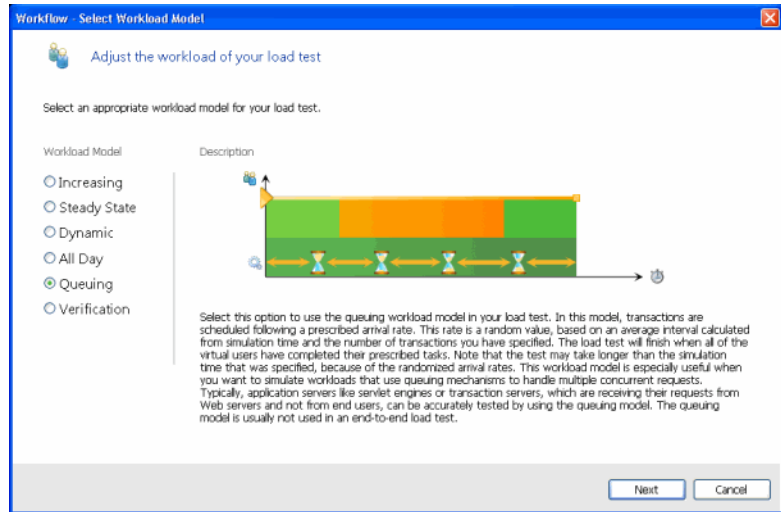 Workflow - Select Workload Model
Adjust the workload of your load test
Select an appropriate workload model for your load test.
Workload Model
Description
Increasing
Steady State
Dynamic
All Day
Queuing
Verification
Select this option to use the queuing workload model in your load test. In this model, transactions are
scheduled following a prescribed arrival rate. This rate is a random value, based on an average interval calculated
from simulation time and the number of transactions you have specified. The load test will finish when all of the
virtual users have completed their prescribed tasks. Note that the test may take longer than the simulation
time that was specified, because of the randomized arrival rates. This workload model is especially useful when
you want to simulate workloads that use queuing mechanisms to handle multiple concurrent requests.
Typically, application servers like servlet engines or transaction servers, which are receiving their requests from
Web servers and not from end users, can be accurately tested by using the queuing model. The queuing
model is usually not used in an end-to-end load test.
Next
Cancel